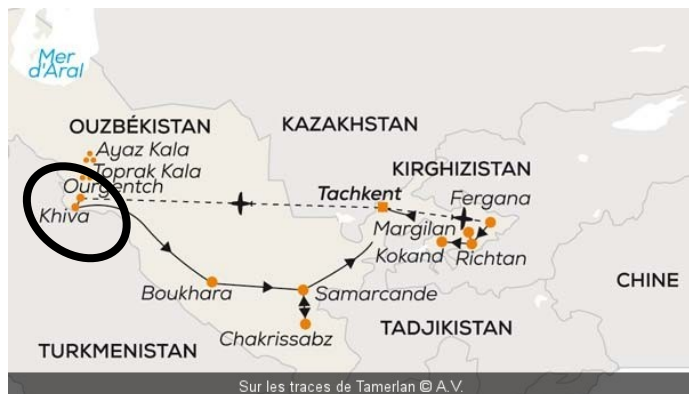 Mer
d'Aral
OUZBÉKISTAN
KAZAKHSTAN
Ayaz Kala
Toprak Kala
KIRGHIZISTAN
Ourgentch
Tachkent
Fergana
Khiva
Margilan
Kokand
Richtan
Boukhara
Samarcande
CHINE
Chakrissabz
TADJIKISTAN
TURKMENISTAN
Sur les traces de Tamerlan © A.V.